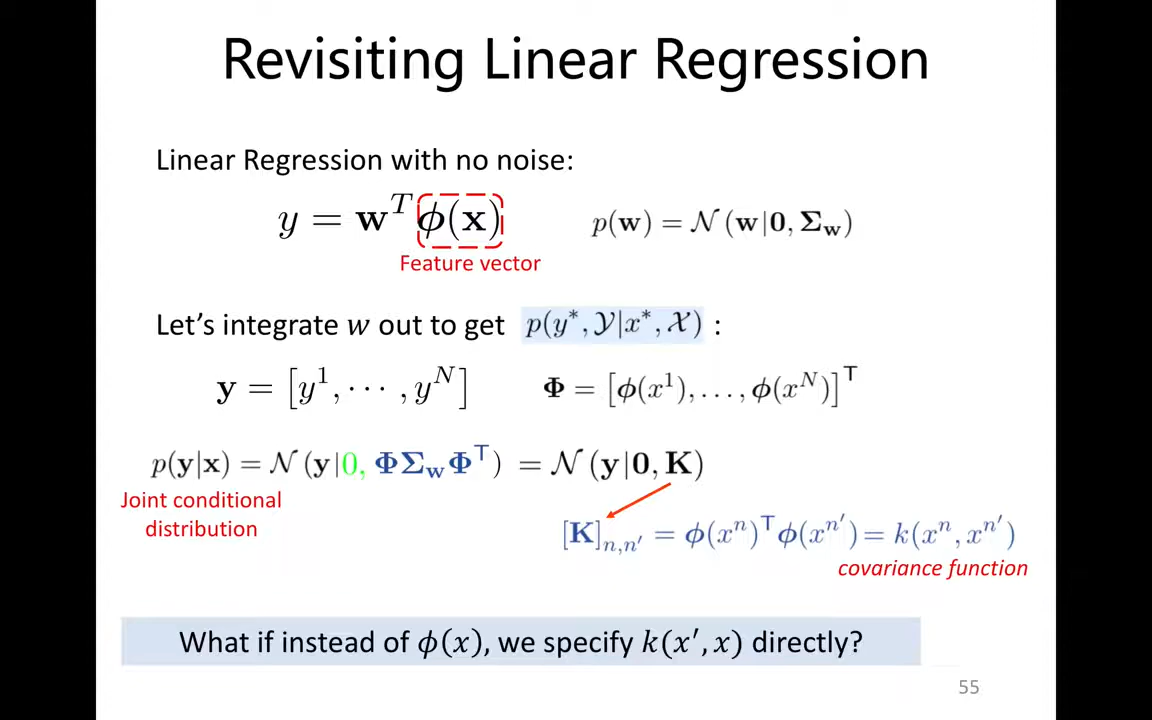 Revisiting Linear Regression
Linear Regression with no noise:
y = w^T ϕ(x)    p(w) = 𝒩(w|0, Σ_w)
Feature vector
Let's integrate w out to get p(y*, 𝒴|x*, 𝒳) :
y = [y^1, ⋯ , y^N]    Φ = [ϕ(x^1), . . . , ϕ(x^N)]^⊤
p(y|x) = 𝒩(y|0, ΦΣ_wΦ^⊤) = 𝒩(y|0, K)
Joint conditional
distribution
[K]_{n,n′} = ϕ(x^n)^⊤ϕ(x^{n′}) = k(x^n, x^{n′})
covariance function
What if instead of ϕ(x), we specify k(x′, x) directly?
55